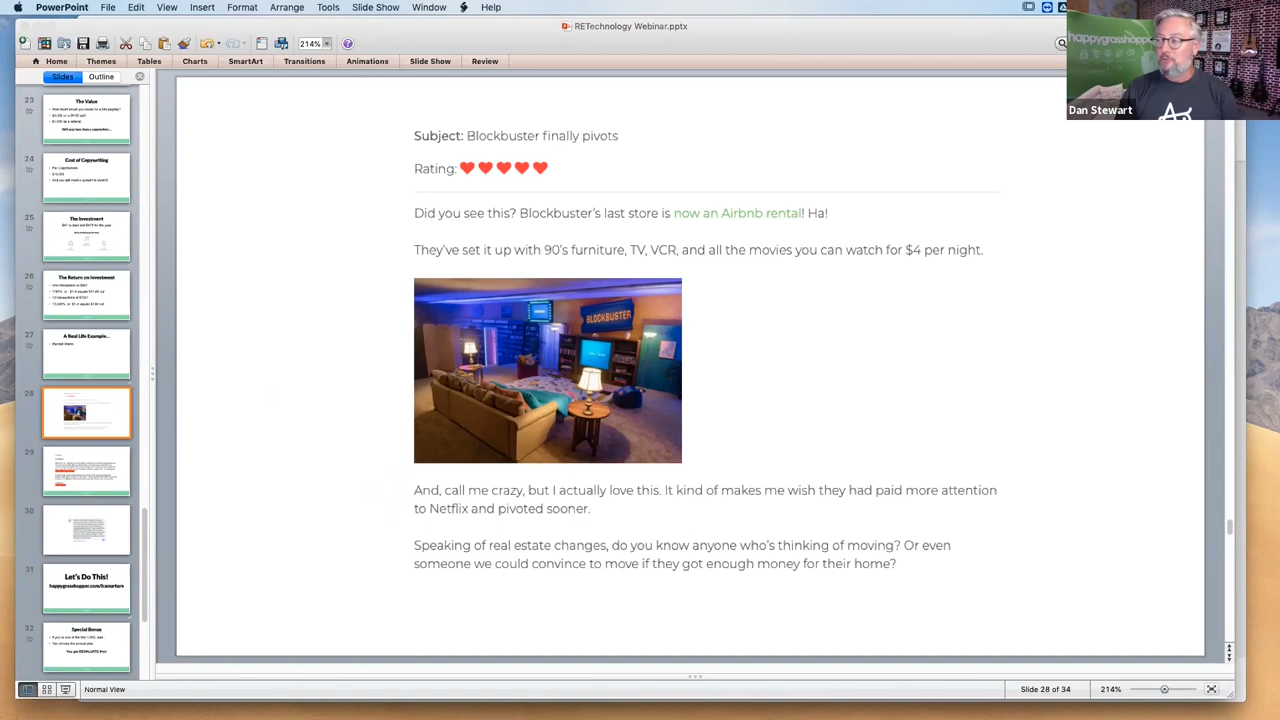 PowerPoint File Edit View Insert Format Arrange Tools Slide Show Window Help
RETechnology Webinar.pptx
214%
Home Themes Tables Charts SmartArt Transitions Animations Slide Show Review
Slides Outline
happygrasshopper
Dan Stewart
23
The Value
24
Cost of Copywriting
25
The Investment
26
The Return on Investment
27
A Real Life Example...
28
29
30
31
Let's Do This!
32
Special Bonus
Subject: Blockbuster finally pivots
Rating:
Did you see this? Blockbuster's last store is now an Airbnb rental! Ha!
They've set it up with 90's furniture, TV, VCR, and all the movies you can watch for $4 per night.
BLOCKBUSTER
And, call me crazy, but I actually love this. It kind of makes me wish they had paid more attention
to Netflix and pivoted sooner.
Speaking of real estate changes, do you know anyone who's thinking of moving? Or even
someone we could convince to move if they got enough money for their home?
Normal View
Slide 28 of 34
214%